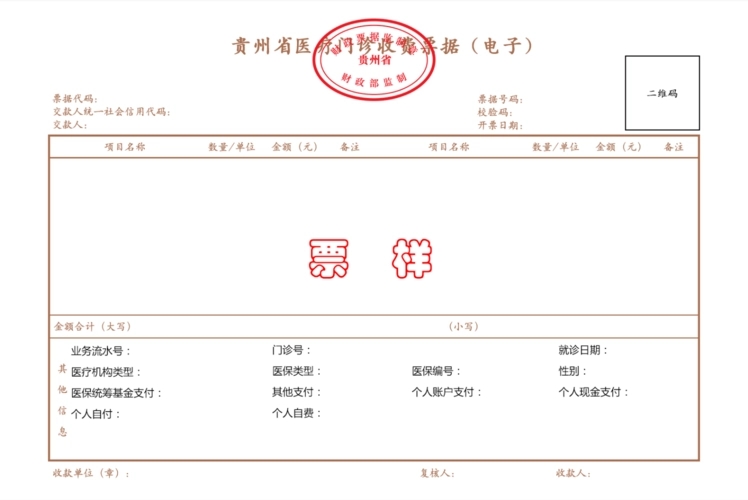 贵州省医疗门诊收费票据（电子）
财政票据监制章
贵州省
财政部监制
二维码
票据代码：
票据号码：
交款人统一社会信用代码：
校验码：
交款人：
开票日期：
项目名称 数量/单位 金额（元） 备注 项目名称 数量/单位 金额（元） 备注
票 样
金额合计（大写） （小写）
其他信息
业务流水号： 门诊号： 就诊日期：
医疗机构类型： 医保类型： 医保编号： 性别：
医保统筹基金支付： 其他支付： 个人账户支付： 个人现金支付：
个人自付： 个人自费：
收款单位（章）： 复核人： 收款人：